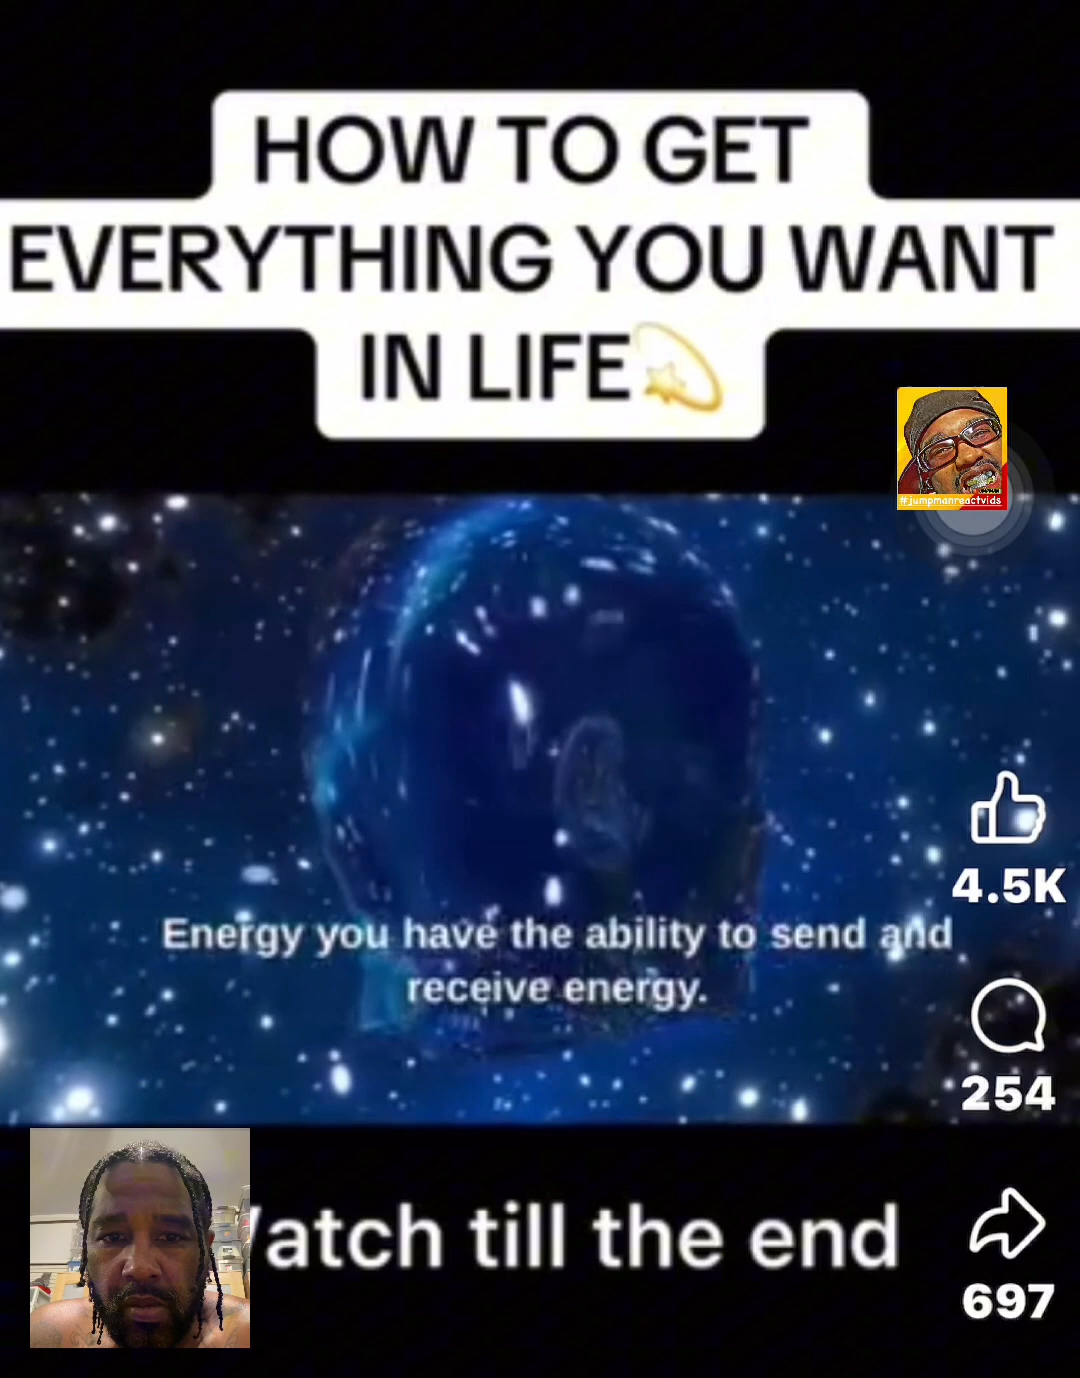 HOW TO GET
EVERYTHING YOU WANT
IN LIFE
#jumpmanreactvids
4.5K
Energy you have the ability to send and
receive energy.
254
atch till the end
697